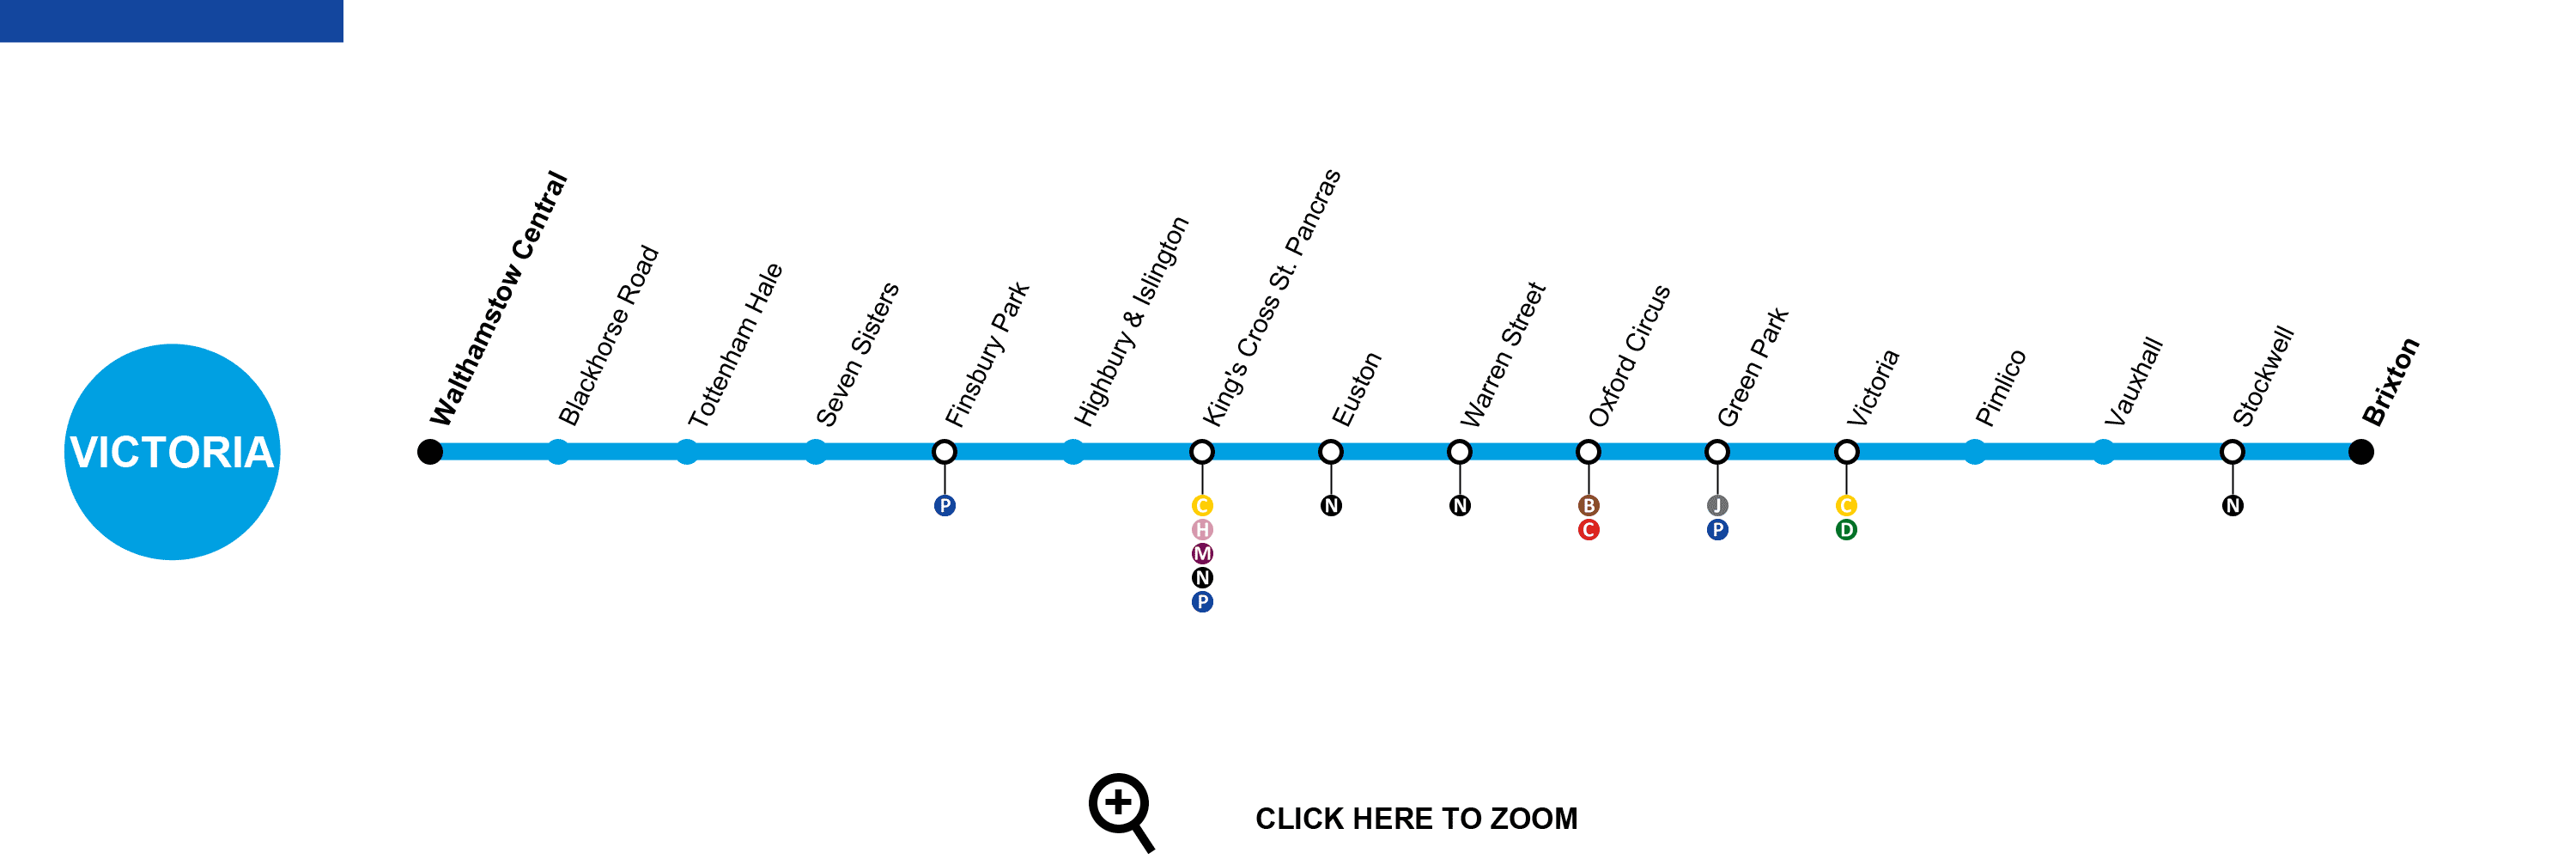 VICTORIA
Walthamstow Central
Blackhorse Road
Tottenham Hale
Seven Sisters
Finsbury Park
Highbury & Islington
King's Cross St. Pancras
Euston
Warren Street
Oxford Circus
Green Park
Victoria
Pimlico
Vauxhall
Stockwell
Brixton
P
C
H
M
N
P
N
N
B
C
J
P
C
D
N
CLICK HERE TO ZOOM